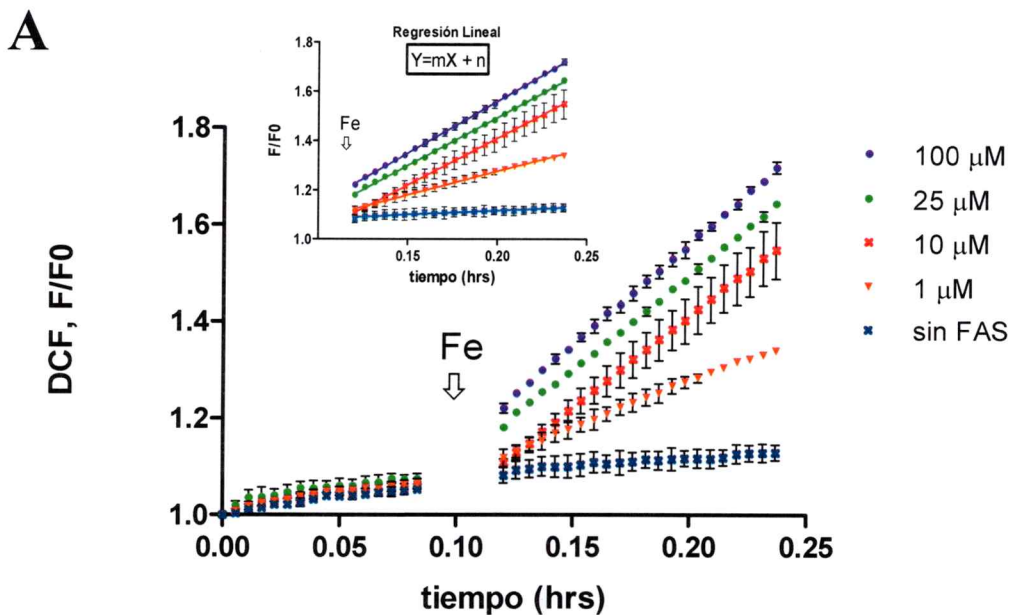 A
Regresión Lineal
Y=mX + n
1.8
1.6
1.4
1.2
1.0
F/F0
Fe
0.15
0.20
0.25
tiempo (hrs)
1.8
1.6
1.4
1.2
1.0
DCF, F/F0
Fe
0.00
0.05
0.10
0.15
0.20
0.25
tiempo (hrs)
100 μM
25 μM
10 μM
1 μM
sin FAS